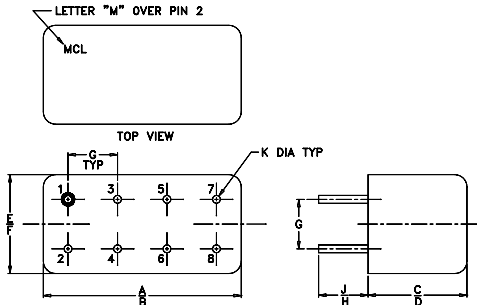 LETTER "M" OVER PIN 2
MCL
TOP VIEW
G
TYP
K DIA TYP
1 3 5 7
E
F
G
2 4 6 8
A
B
J
H
C
D